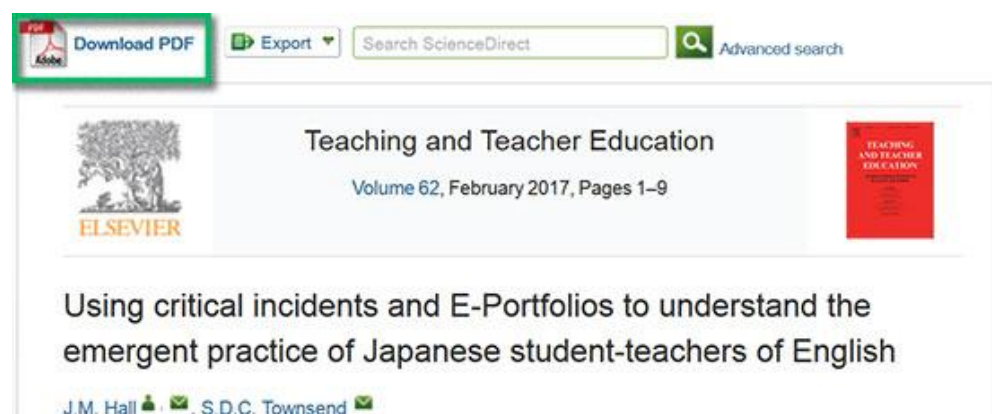 PDF
Adobe
Download PDF
Export
Search ScienceDirect
Advanced search
ELSEVIER
Teaching and Teacher Education
Volume 62, February 2017, Pages 1–9
TEACHING
AND TEACHER
EDUCATION
Using critical incidents and E-Portfolios to understand the
emergent practice of Japanese student-teachers of English
J.M. Hall , S.D.C. Townsend